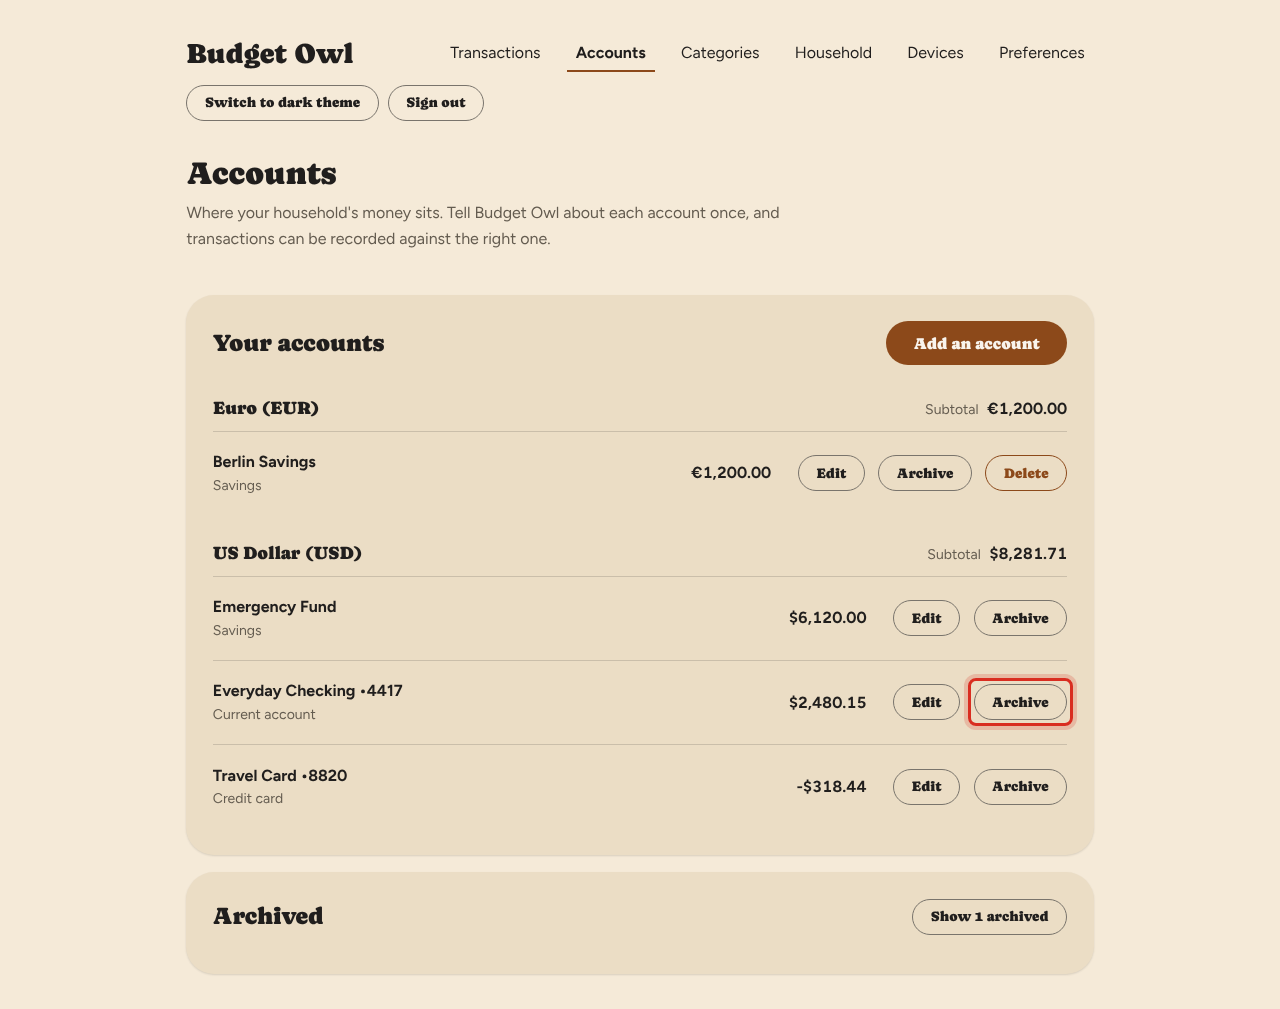 Budget Owl
Transactions Accounts Categories Household Devices Preferences
Switch to dark theme Sign out
Accounts
Where your household's money sits. Tell Budget Owl about each account once, and
transactions can be recorded against the right one.
Your accounts Add an account
Euro (EUR) Subtotal €1,200.00
Berlin Savings
Savings
€1,200.00 Edit Archive Delete
US Dollar (USD) Subtotal $8,281.71
Emergency Fund
Savings
$6,120.00 Edit Archive
Everyday Checking •4417
Current account
$2,480.15 Edit Archive
Travel Card •8820
Credit card
-$318.44 Edit Archive
Archived Show 1 archived